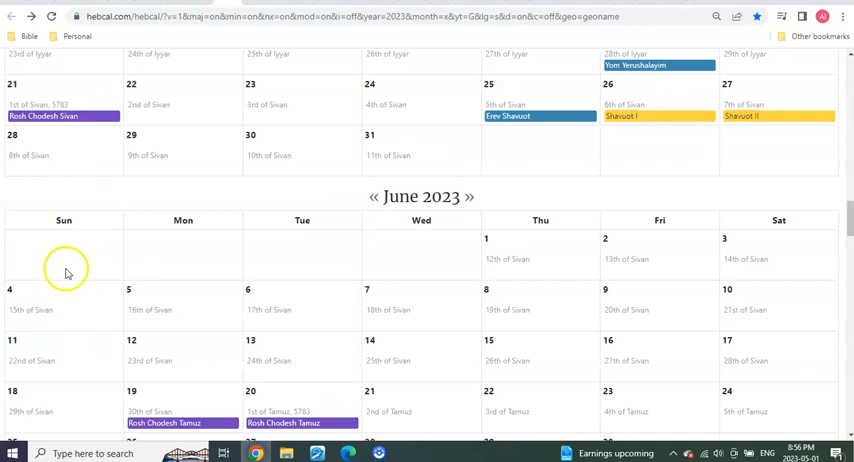 hebcal.com/hebcal/?v=1&maj=on&min=on&nx=on&mod=on&i=off&year=2023&month=x&yt=G&lg=s&d=on&c=off&geo=geoname
AI
Bible Personal Other bookmarks
23rd of Iyyar 24th of Iyyar 25th of Iyyar 26th of Iyyar 27th of Iyyar 28th of Iyyar 29th of Iyyar
Yom Yerushalayim
21 22 23 24 25 26 27
1st of Sivan, 5783 2nd of Sivan 3rd of Sivan 4th of Sivan 5th of Sivan 6th of Sivan 7th of Sivan
Rosh Chodesh Sivan Erev Shavuot Shavuot I Shavuot II
28 29 30 31
8th of Sivan 9th of Sivan 10th of Sivan 11th of Sivan
« June 2023 »
Sun Mon Tue Wed Thu Fri Sat
1 2 3
12th of Sivan 13th of Sivan 14th of Sivan
4 5 6 7 8 9 10
15th of Sivan 16th of Sivan 17th of Sivan 18th of Sivan 19th of Sivan 20th of Sivan 21st of Sivan
11 12 13 14 15 16 17
22nd of Sivan 23rd of Sivan 24th of Sivan 25th of Sivan 26th of Sivan 27th of Sivan 28th of Sivan
18 19 20 21 22 23 24
29th of Sivan 30th of Sivan 1st of Tamuz, 5783 2nd of Tamuz 3rd of Tamuz 4th of Tamuz 5th of Tamuz
Rosh Chodesh Tamuz Rosh Chodesh Tamuz
Type here to search Earnings upcoming ENG 8:56 PM
2023-05-01